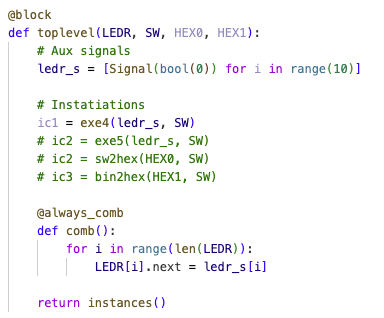 @block
def toplevel(LEDR, SW, HEX0, HEX1):
    # Aux signals
    ledr_s = [Signal(bool(0)) for i in range(10)]

    # Instatiations
    ic1 = exe4(ledr_s, SW)
    # ic2 = exe5(ledr_s, SW)
    # ic2 = sw2hex(HEX0, SW)
    # ic3 = bin2hex(HEX1, SW)

    @always_comb
    def comb():
        for i in range(len(LEDR)):
            LEDR[i].next = ledr_s[i]

    return instances()